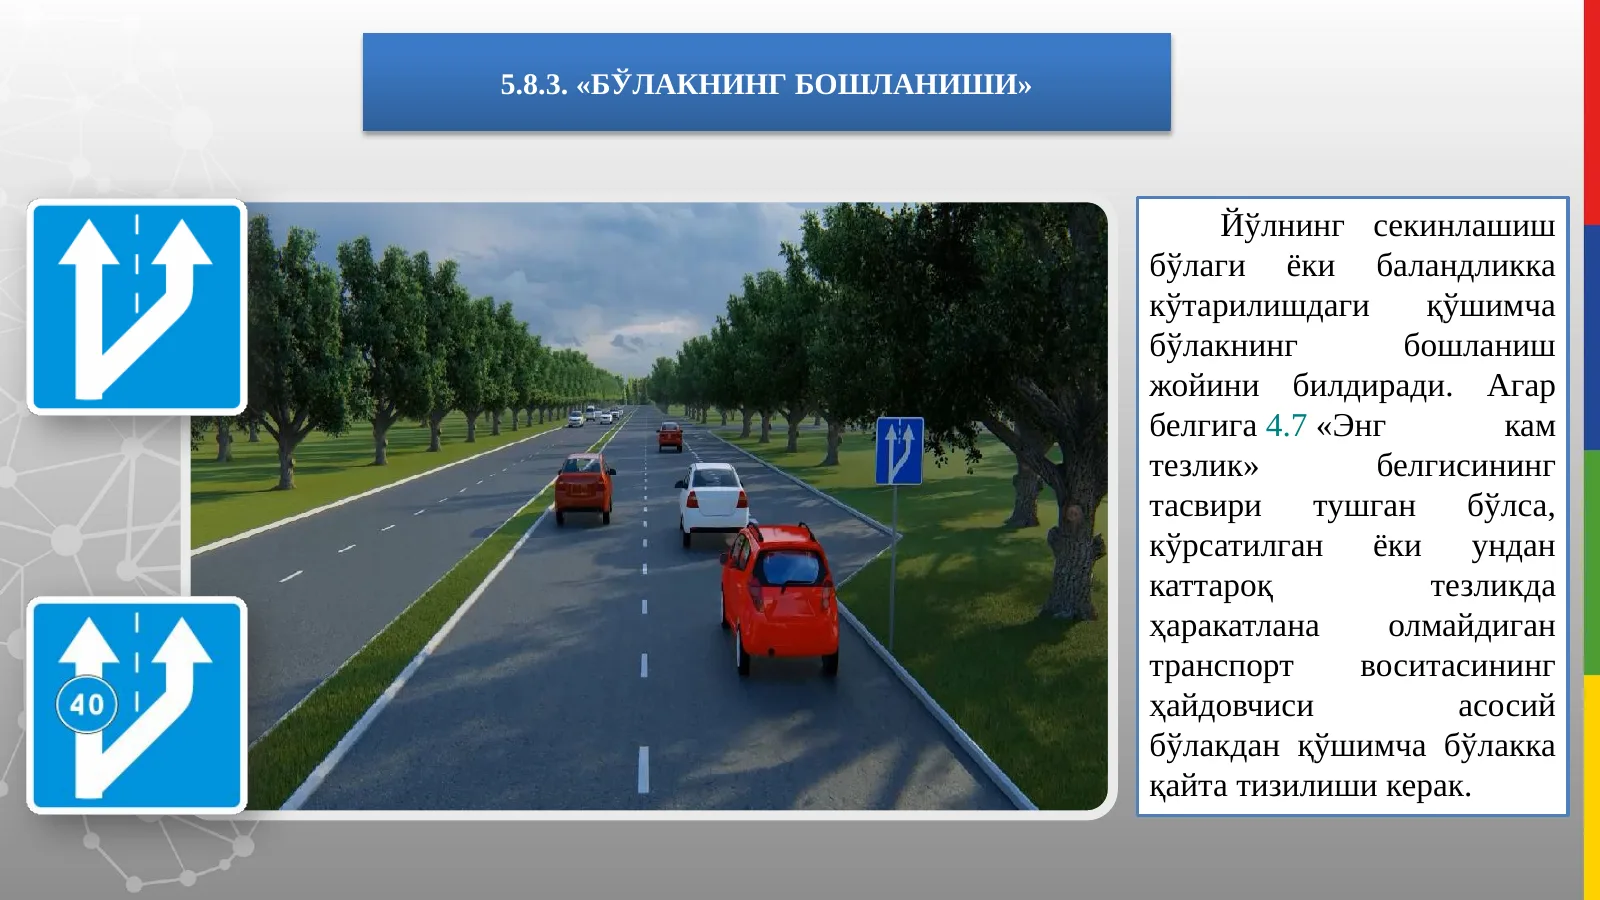 5.8.3. «БЎЛАКНИНГ БОШЛАНИШИ»
Йўлнинг секинлашиш
бўлаги ёки баландликка
кўтарилишдаги қўшимча
бўлакнинг бошланиш
жойини билдиради. Агар
белгига 4.7 «Энг кам
тезлик» белгисининг
тасвири тушган бўлса,
кўрсатилган ёки ундан
каттароқ тезликда
ҳаракатлана олмайдиган
транспорт воситасининг
ҳайдовчиси асосий
бўлакдан қўшимча бўлакка
қайта тизилиши керак.
40